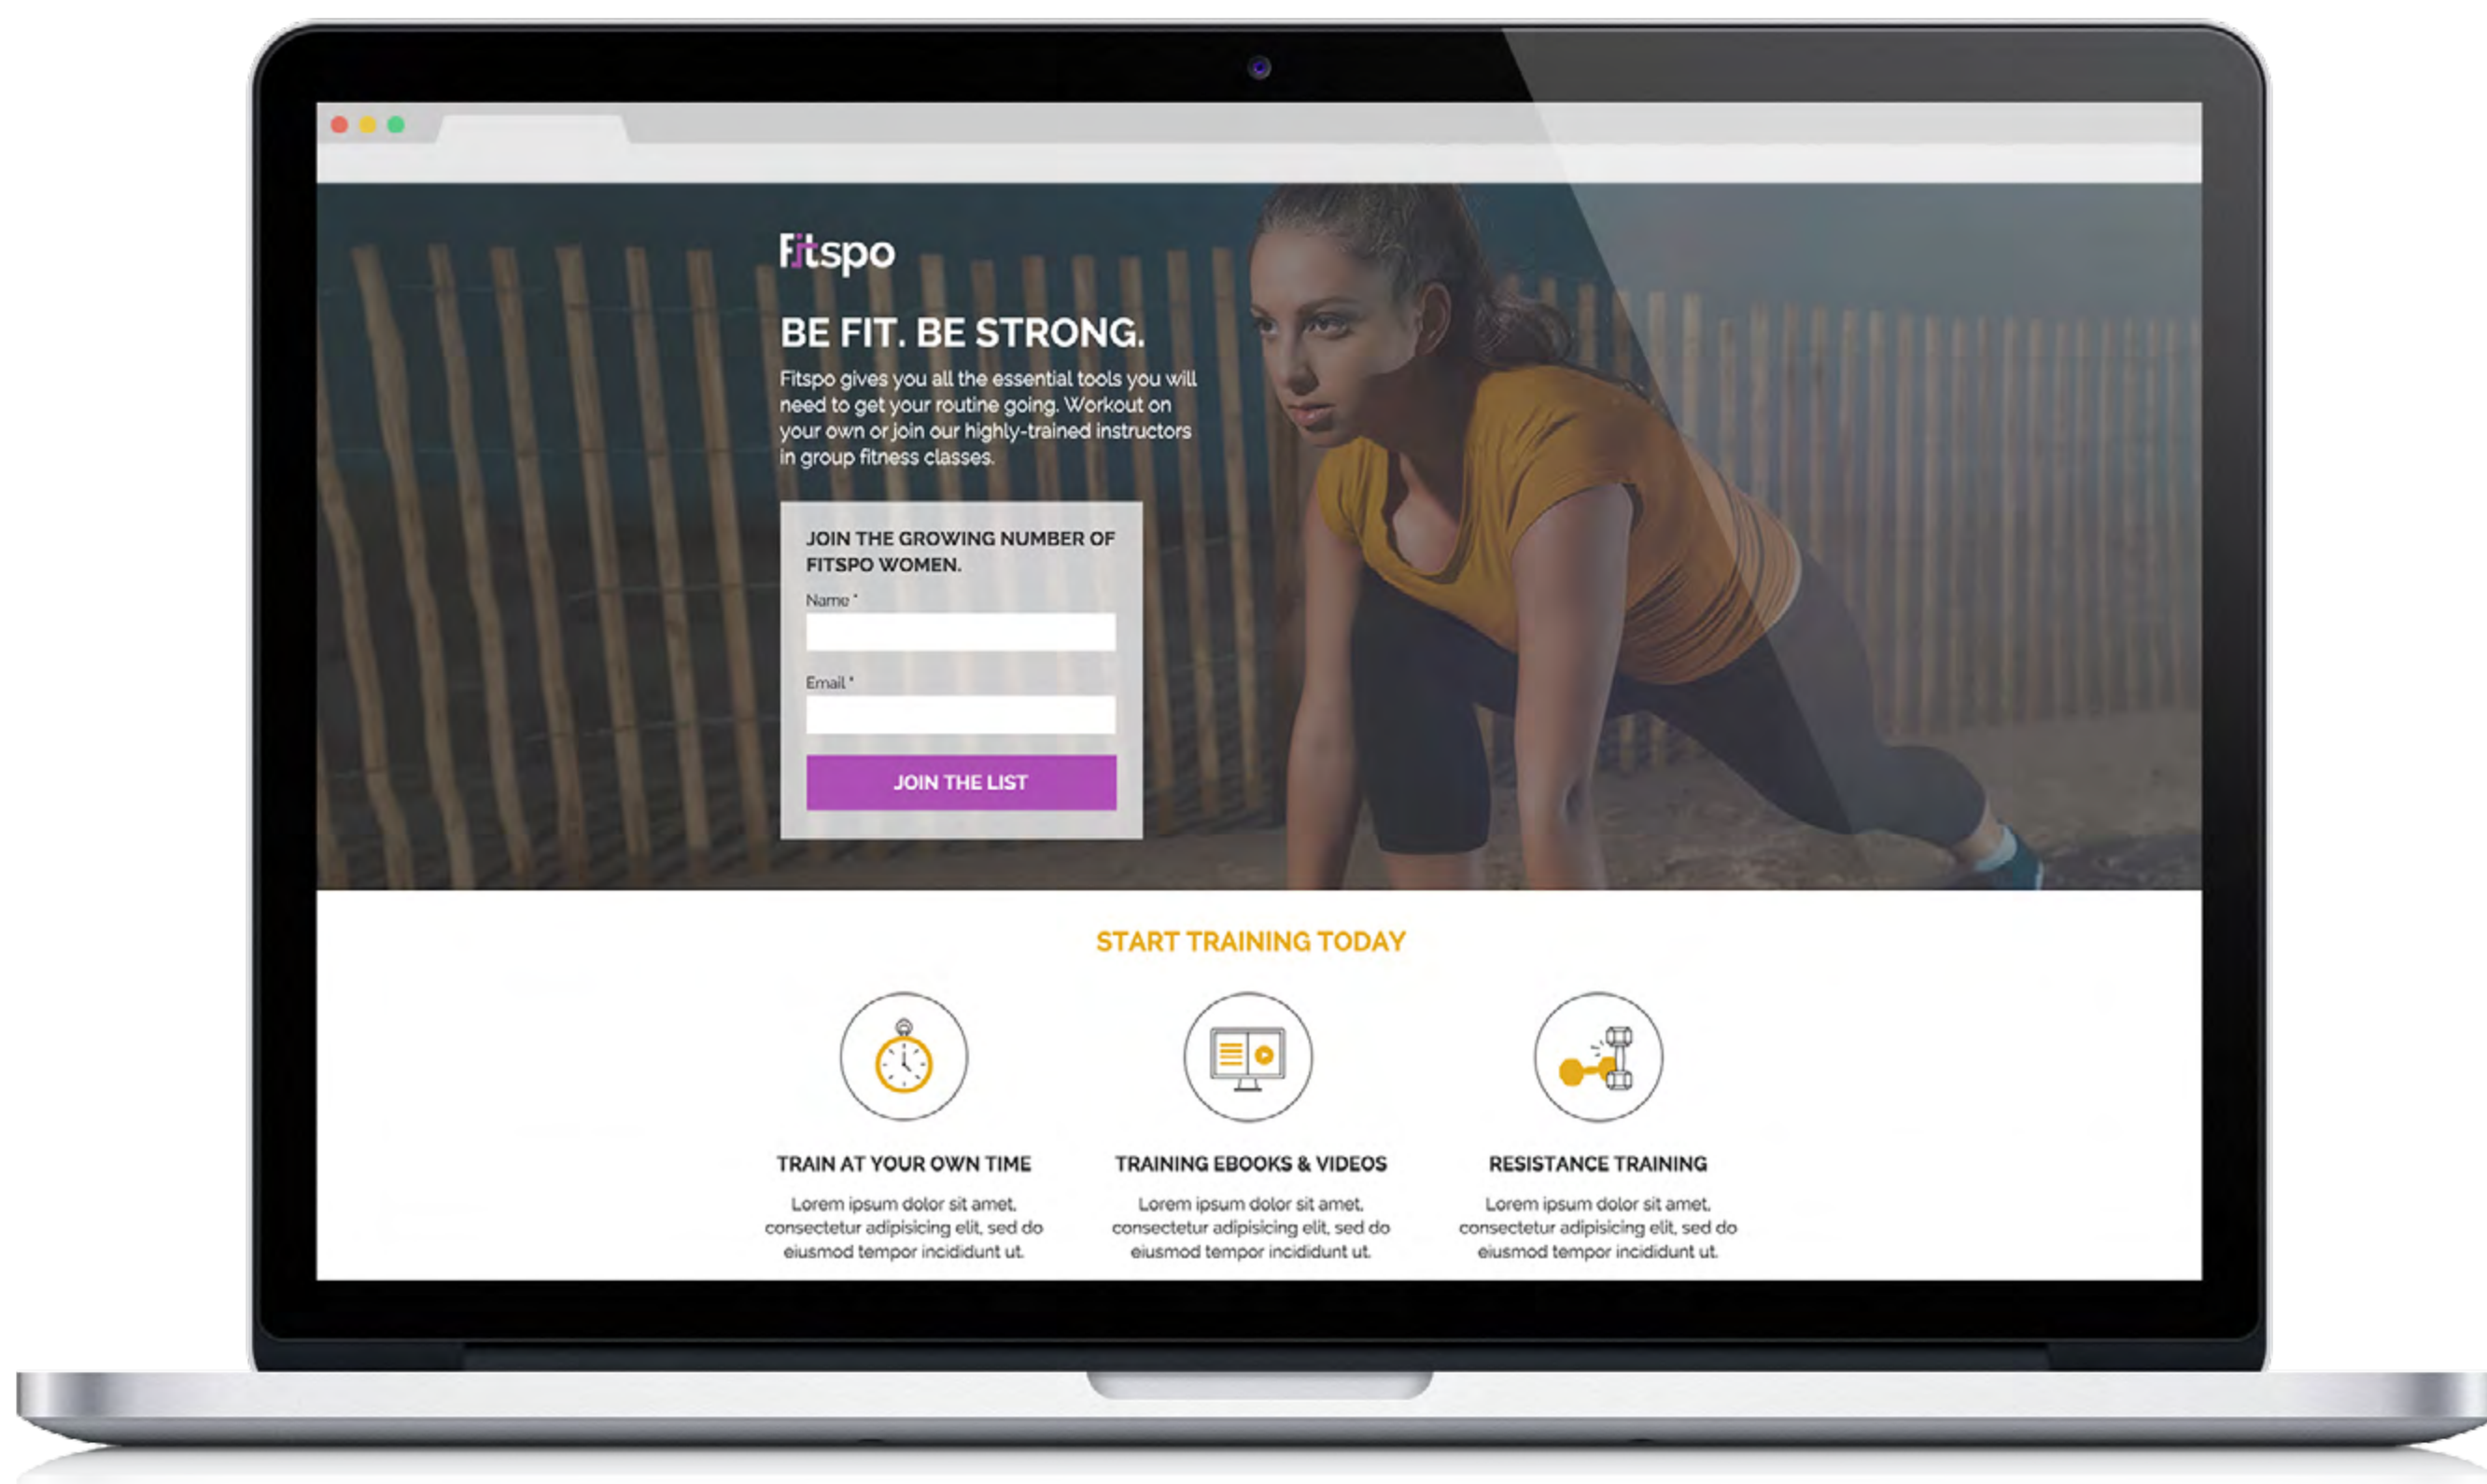 Fitspo
BE FIT. BE STRONG.
Fitspo gives you all the essential tools you will
need to get your routine going. Workout on
your own or join our highly-trained instructors
in group fitness classes.
JOIN THE GROWING NUMBER OF
FITSPO WOMEN.
Name *
Email *
JOIN THE LIST
START TRAINING TODAY
TRAIN AT YOUR OWN TIME
Lorem ipsum dolor sit amet,
consectetur adipisicing elit, sed do
eiusmod tempor incididunt ut.
TRAINING EBOOKS & VIDEOS
Lorem ipsum dolor sit amet,
consectetur adipisicing elit, sed do
eiusmod tempor incididunt ut.
RESISTANCE TRAINING
Lorem ipsum dolor sit amet,
consectetur adipisicing elit, sed do
eiusmod tempor incididunt ut.